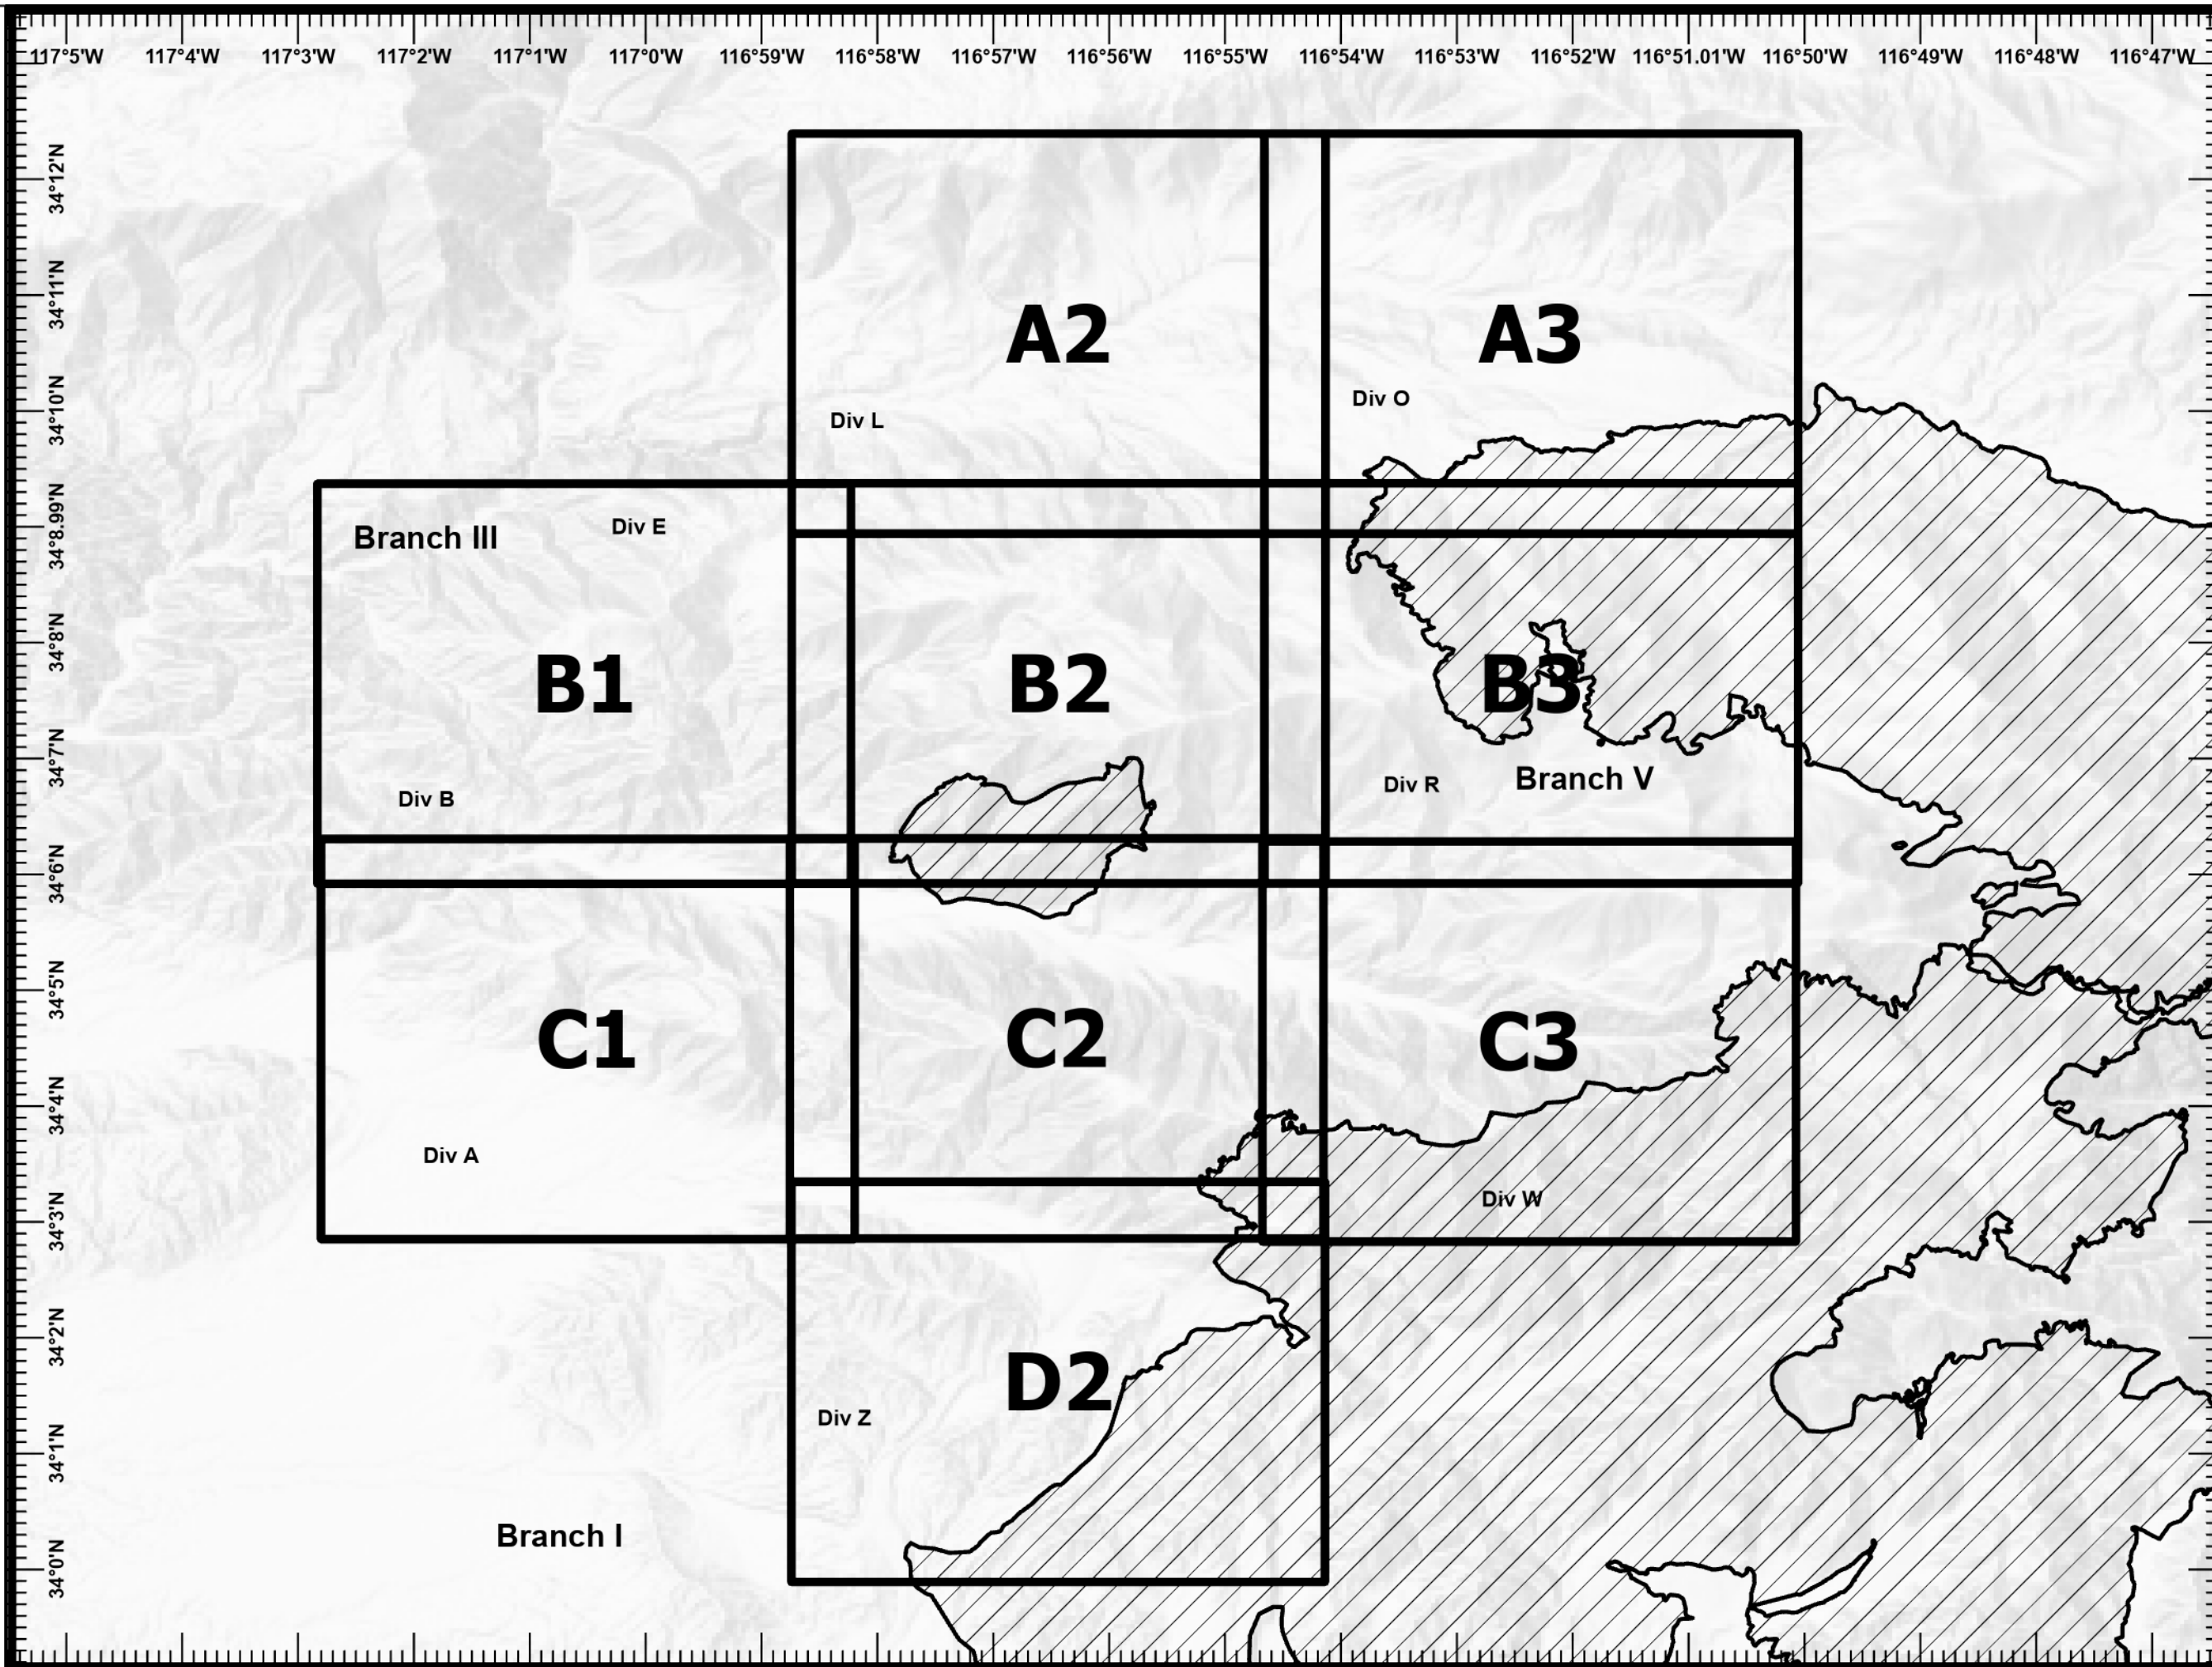 117°5'W 117°4'W 117°3'W 117°2'W 117°1'W 117°0'W 116°59'W 116°58'W 116°57'W 116°56'W 116°55'W 116°54'W 116°53'W 116°52'W 116°51.01'W 116°50'W 116°49'W 116°48'W 116°47'W
34°12'N
34°11'N
A2 A3
34°10'N
Div O
Div L
34°8.99'N
Branch III
Div E
34°8'N
B1 B2 B3
34°7'N
Div R
Branch V
Div B
34°6'N
34°5'N
C1 C2 C3
34°4'N
Div A
34°3'N
Div W
34°2'N
D2
Div Z
34°1'N
Branch I
34°0'N